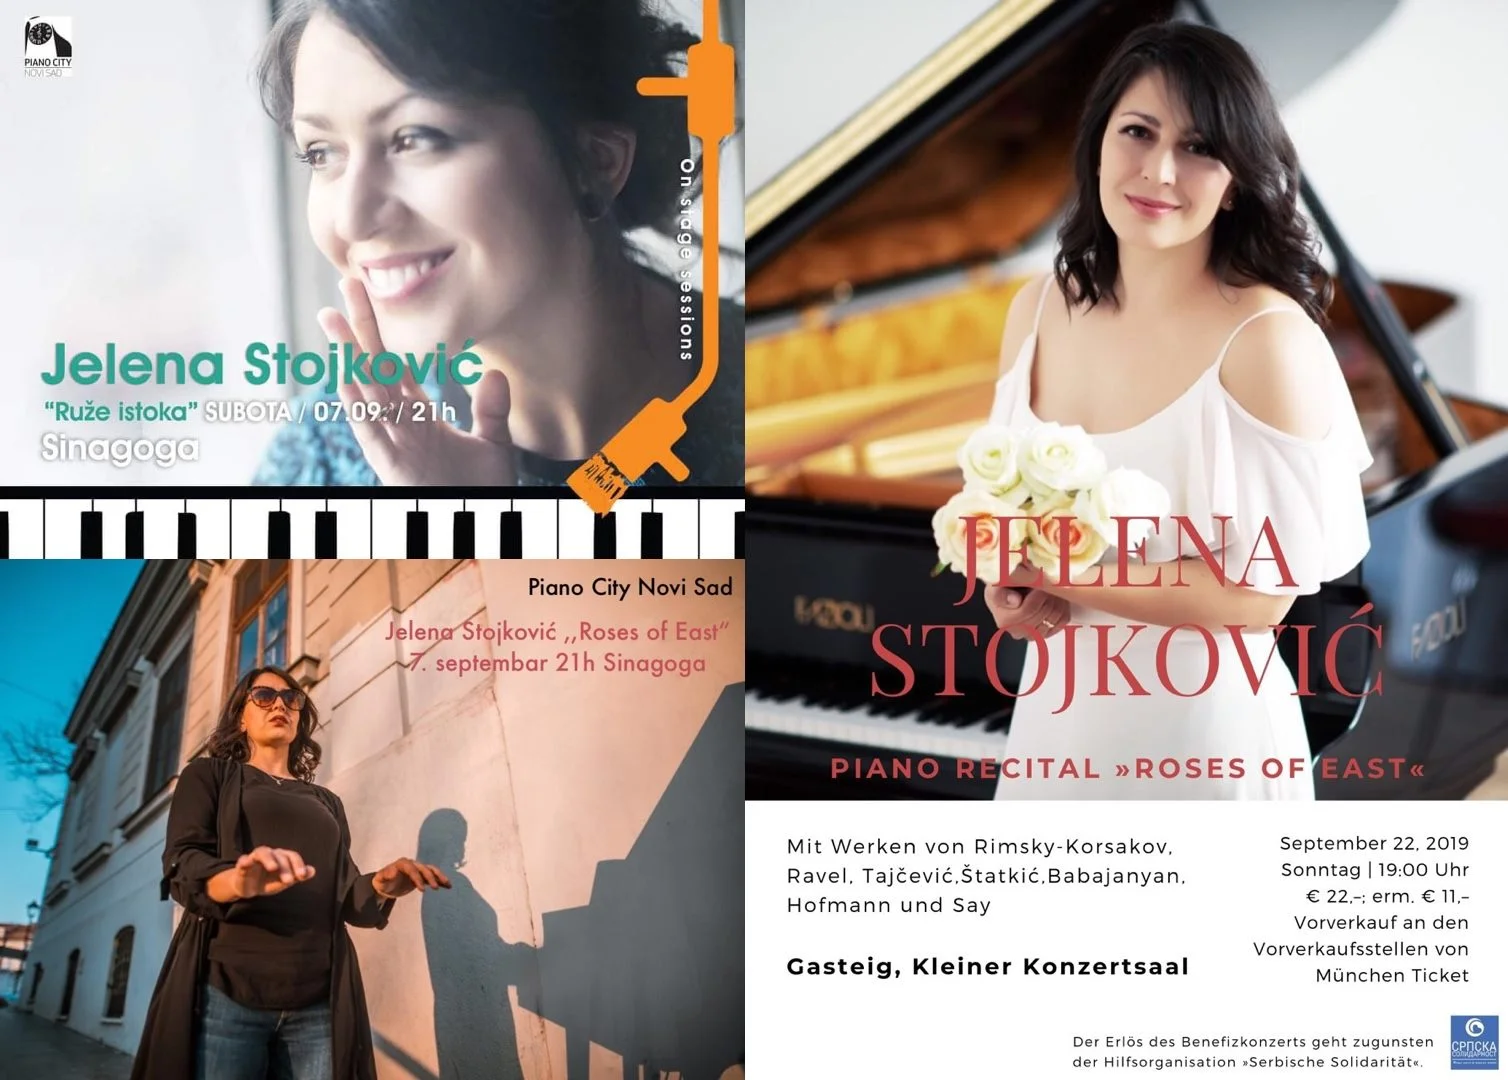 PIANO CITY
NOVI SAD
On stage sessions
Jelena Stojković
"Ruže istoka" SUBOTA / 07.09. / 21h
Sinagoga
Piano City Novi Sad
Jelena Stojković ,,Roses of East"
7. septembar 21h Sinagoga
FAZIOLI
FAZIOLI
JELENA
STOJKOVIĆ
PIANO RECITAL »ROSES OF EAST«
Mit Werken von Rimsky-Korsakov,
Ravel, Tajčević,Štatkić,Babajanyan,
Hofmann und Say
Gasteig, Kleiner Konzertsaal
September 22, 2019
Sonntag | 19:00 Uhr
€ 22,–; erm. € 11,–
Vorverkauf an den
Vorverkaufsstellen von
München Ticket
Der Erlös des Benefizkonzerts geht zugunsten
der Hilfsorganisation »Serbische Solidarität«.
СРПСКА
СОЛИДАРНОСТ